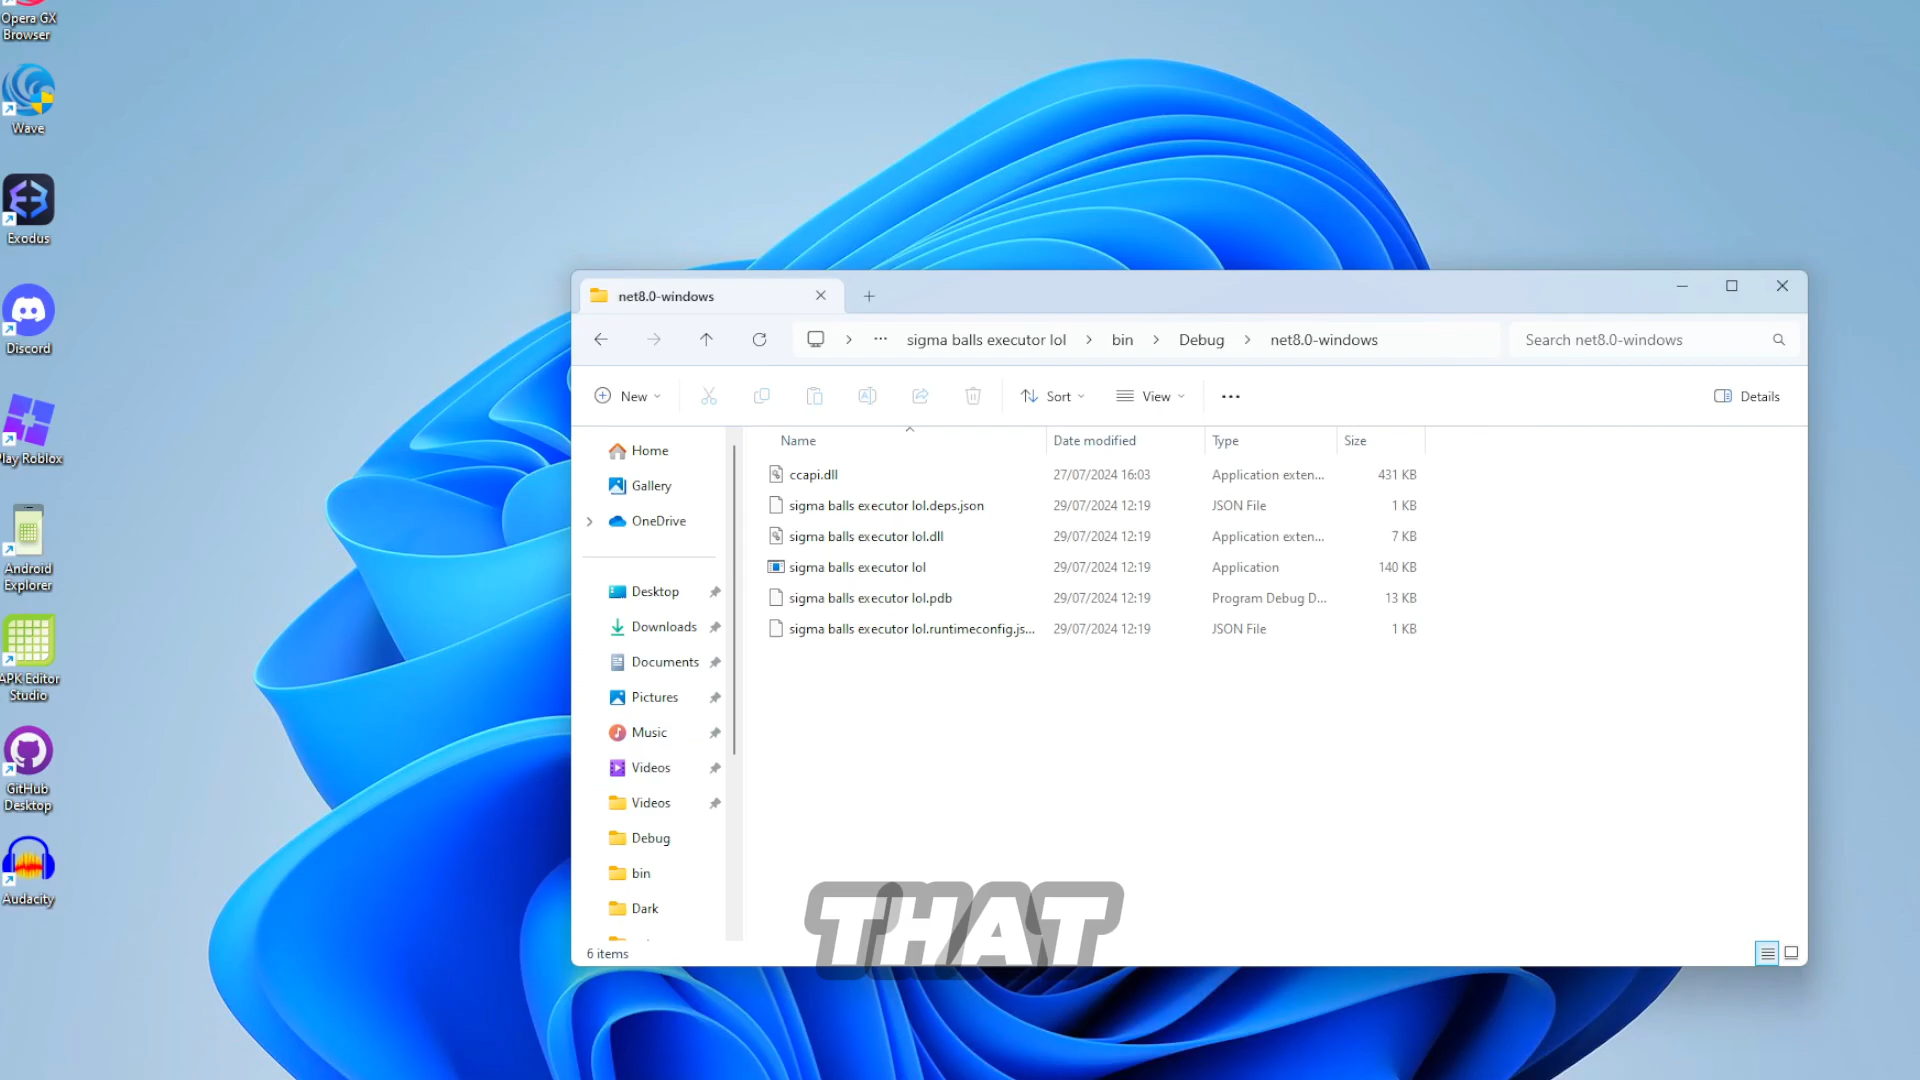 Opera GX
Browser
Wave
Exodus
Discord
lay Roblox
Android
Explorer
APK Editor
Studio
GitHub
Desktop
Audacity
net8.0-windows
sigma balls executor lol
bin
Debug
net8.0-windows
Search net8.0-windows
New
Sort
View
Details
Home
Gallery
OneDrive
Desktop
Downloads
Documents
Pictures
Music
Videos
Videos
Debug
bin
Dark
Name Date modified Type Size
ccapi.dll 27/07/2024 16:03 Application exten... 431 KB
sigma balls executor lol.deps.json 29/07/2024 12:19 JSON File 1 KB
sigma balls executor lol.dll 29/07/2024 12:19 Application exten... 7 KB
sigma balls executor lol 29/07/2024 12:19 Application 140 KB
sigma balls executor lol.pdb 29/07/2024 12:19 Program Debug D... 13 KB
sigma balls executor lol.runtimeconfig.js... 29/07/2024 12:19 JSON File 1 KB
THAT
6 items